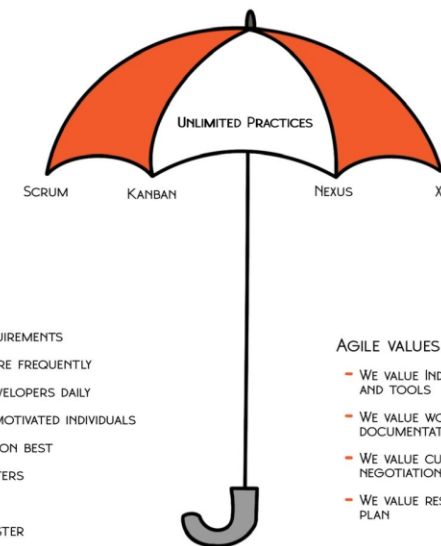 UNLIMITED PRACTICES
SCRUM
KANBAN
NEXUS
X
UIREMENTS
RE FREQUENTLY
VELOPERS DAILY
MOTIVATED INDIVIDUALS
ON BEST
TERS
STER
AGILE VALUES
- WE VALUE IND
AND TOOLS
- WE VALUE WO
DOCUMENTAT
- WE VALUE CU
NEGOTIATION
- WE VALUE RES
PLAN